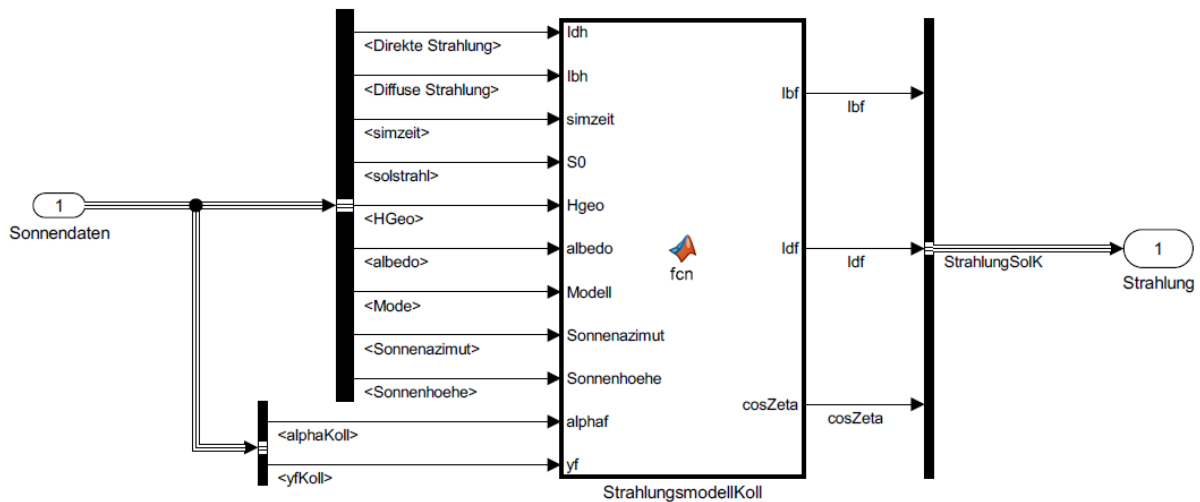 1
Sonnendaten
<Direkte Strahlung>
<Diffuse Strahlung>
<simzeit>
<solstrahl>
<HGeo>
<albedo>
<Mode>
<Sonnenazimut>
<Sonnenhoehe>
<alphaKoll>
<yfKoll>
Idh
Ibh
simzeit
S0
Hgeo
albedo
Modell
Sonnenazimut
Sonnenhoehe
alphaf
yf
fcn
Ibf
Idf
cosZeta
StrahlungsmodellKoll
Ibf
Idf
cosZeta
StrahlungSolK
1
Strahlung